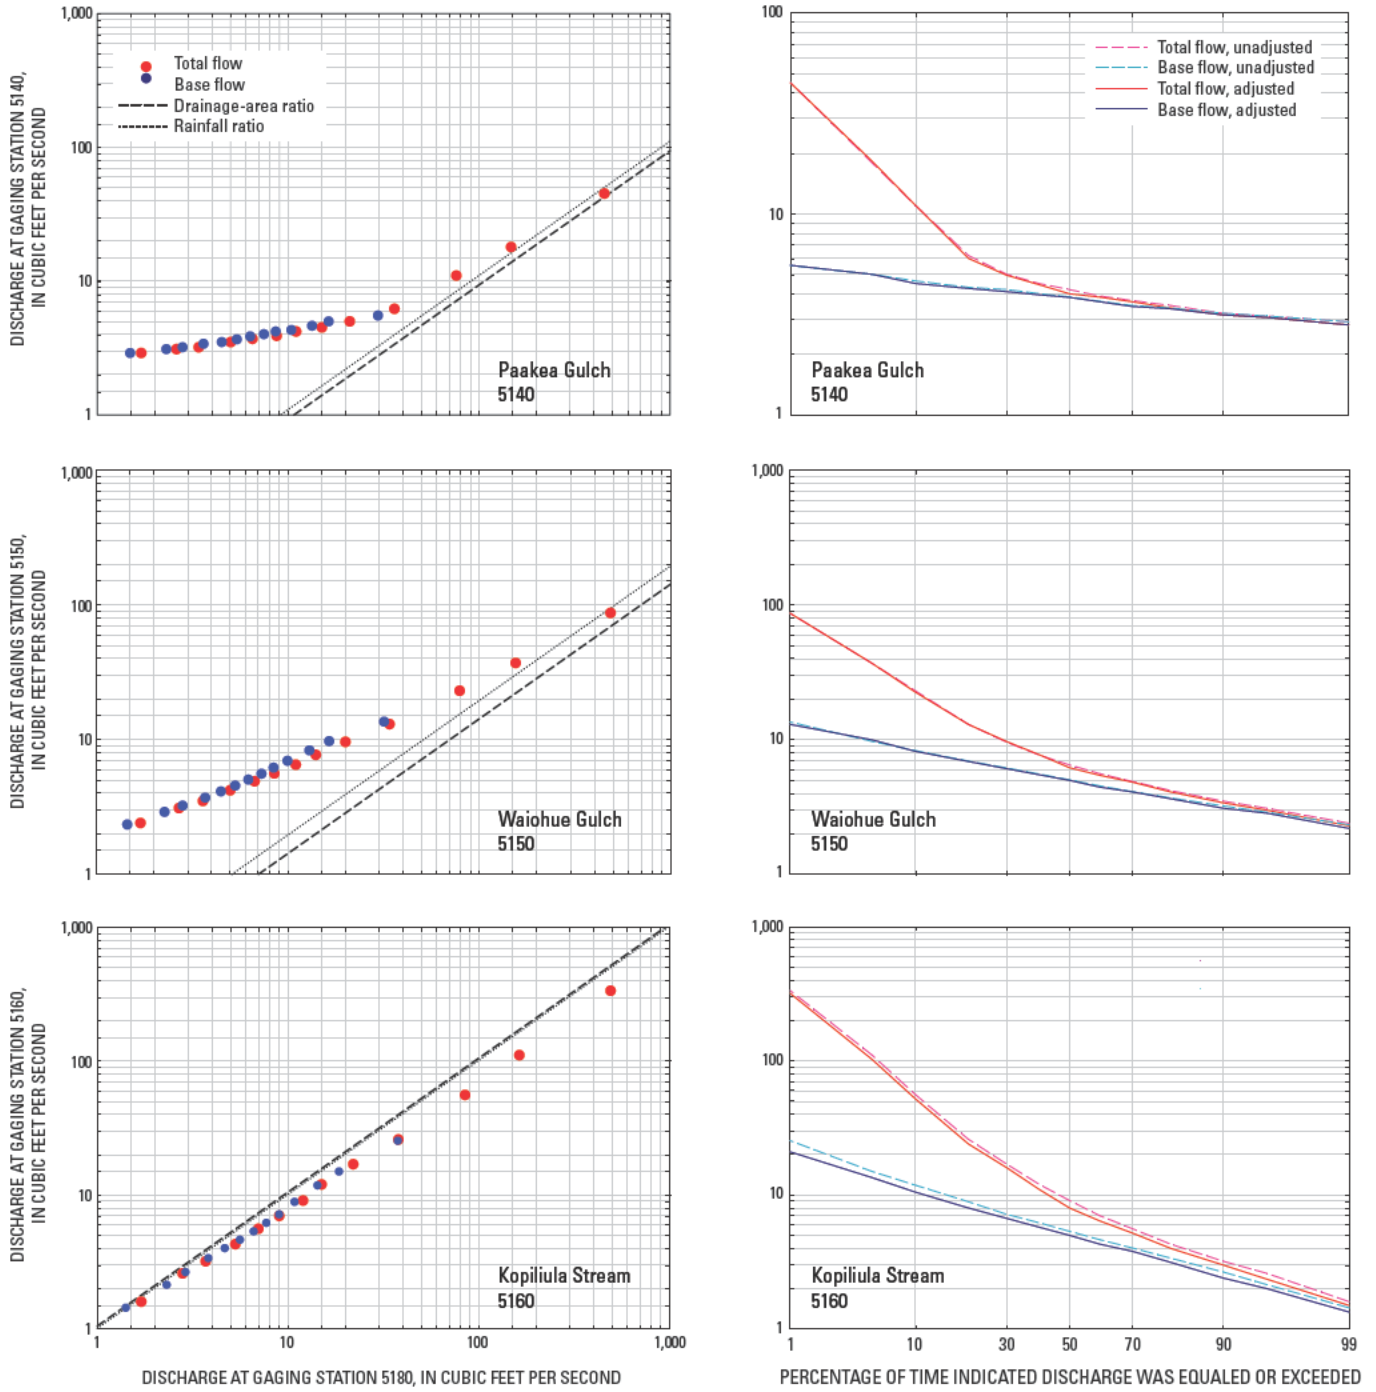 1,000
100
10
1
DISCHARGE AT GAGING STATION 5140,
IN CUBIC FEET PER SECOND
Total flow
Base flow
Drainage-area ratio
Rainfall ratio
Paakea Gulch
5140
100
10
1
Total flow, unadjusted
Base flow, unadjusted
Total flow, adjusted
Base flow, adjusted
Paakea Gulch
5140
1,000
100
10
1
DISCHARGE AT GAGING STATION 5150,
IN CUBIC FEET PER SECOND
Waiohue Gulch
5150
1,000
100
10
1
Waiohue Gulch
5150
1,000
100
10
1
DISCHARGE AT GAGING STATION 5160,
IN CUBIC FEET PER SECOND
Kopiliula Stream
5160
1 10 100 1,000
DISCHARGE AT GAGING STATION 5180, IN CUBIC FEET PER SECOND
1,000
100
10
1
Kopiliula Stream
5160
1 10 30 50 70 90 99
PERCENTAGE OF TIME INDICATED DISCHARGE WAS EQUALED OR EXCEEDED